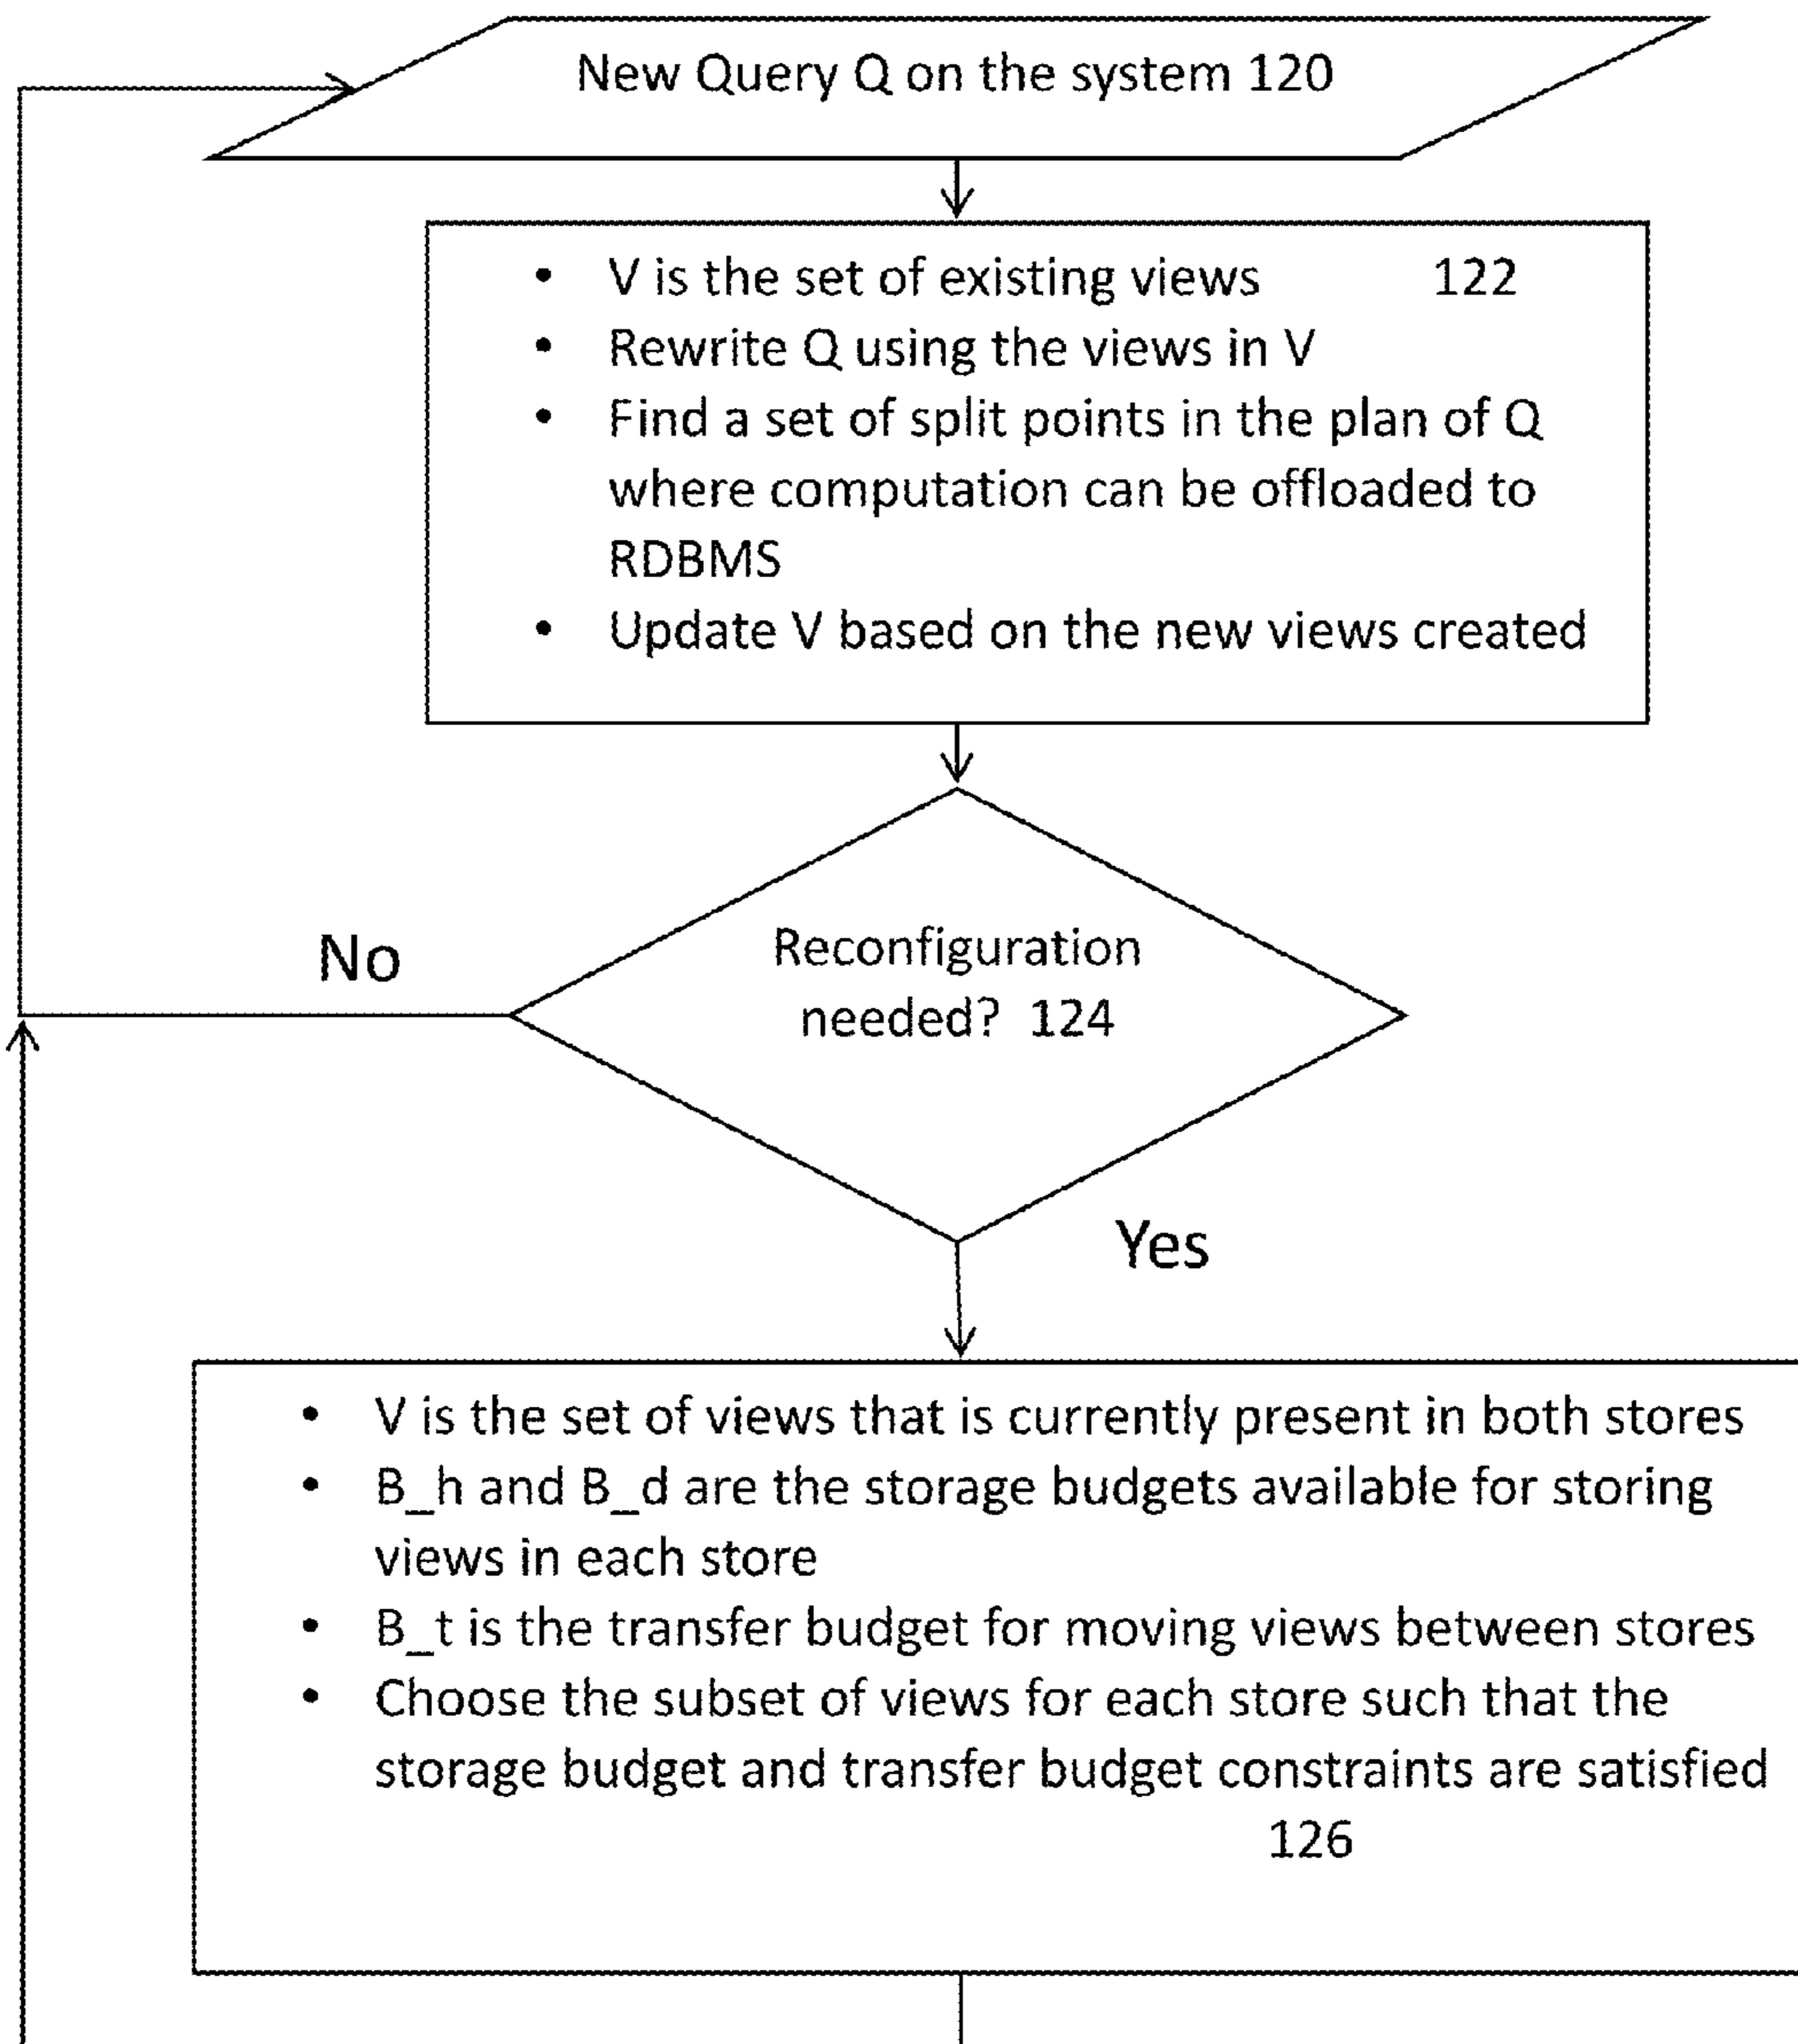 New Query Q on the system 120
• V is the set of existing views 122
• Rewrite Q using the views in V
• Find a set of split points in the plan of Q
where computation can be offloaded to
RDBMS
• Update V based on the new views created
Reconfiguration
needed? 124
No
Yes
• V is the set of views that is currently present in both stores
• B_h and B_d are the storage budgets available for storing
views in each store
• B_t is the transfer budget for moving views between stores
• Choose the subset of views for each store such that the
storage budget and transfer budget constraints are satisfied
126